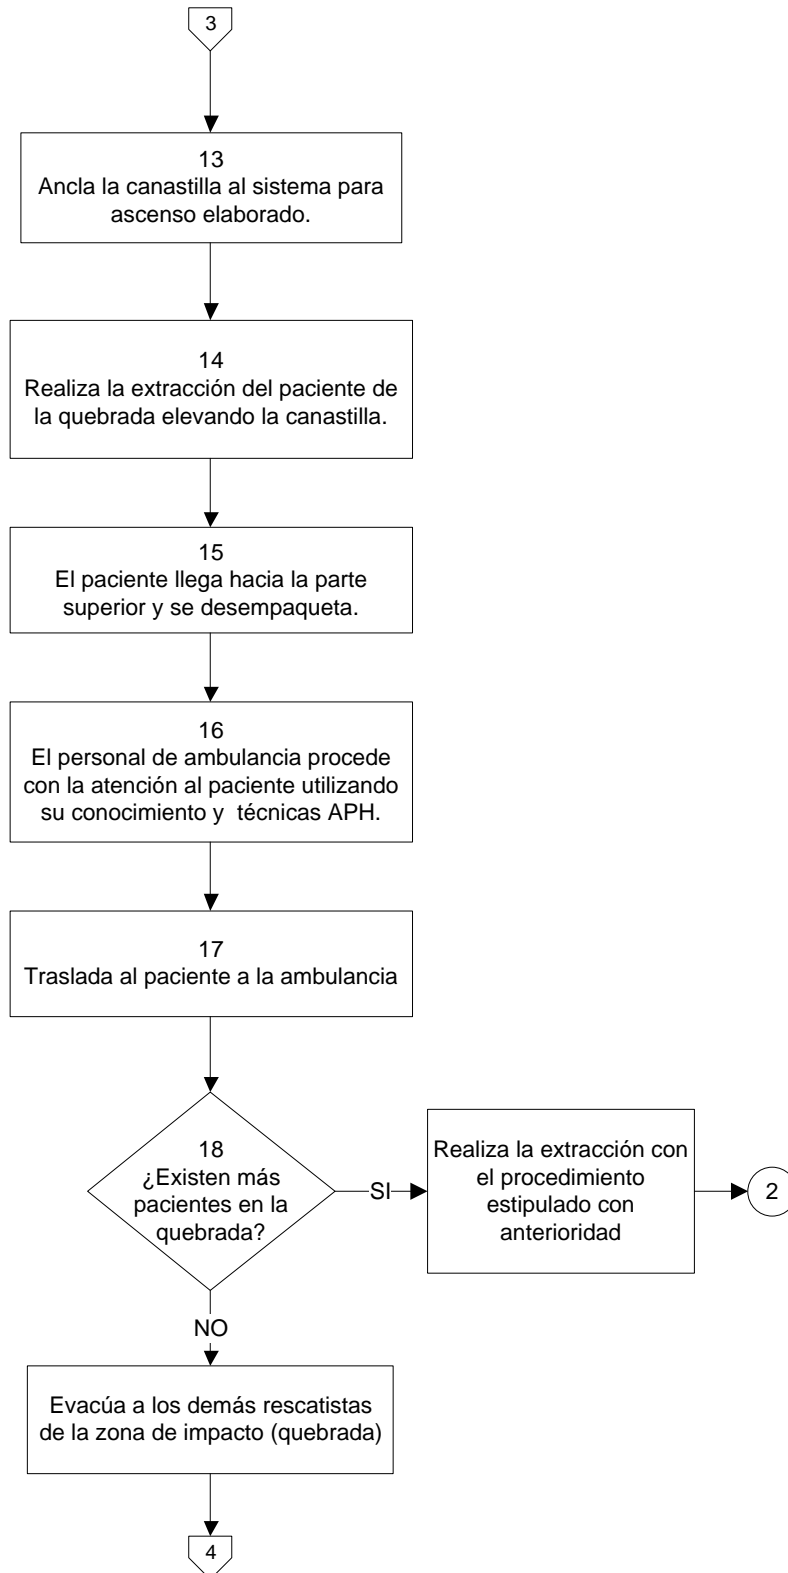 3
13
Ancla la canastilla al sistema para
ascenso elaborado.
14
Realiza la extracción del paciente de
la quebrada elevando la canastilla.
15
El paciente llega hacia la parte
superior y se desempaqueta.
16
El personal de ambulancia procede
con la atención al paciente utilizando
su conocimiento y  técnicas APH.
17
Traslada al paciente a la ambulancia
18
¿Existen más
pacientes en la
quebrada?
SI
Realiza la extracción con
el procedimiento
estipulado con
anterioridad
2
NO
Evacúa a los demás rescatistas
de la zona de impacto (quebrada)
4